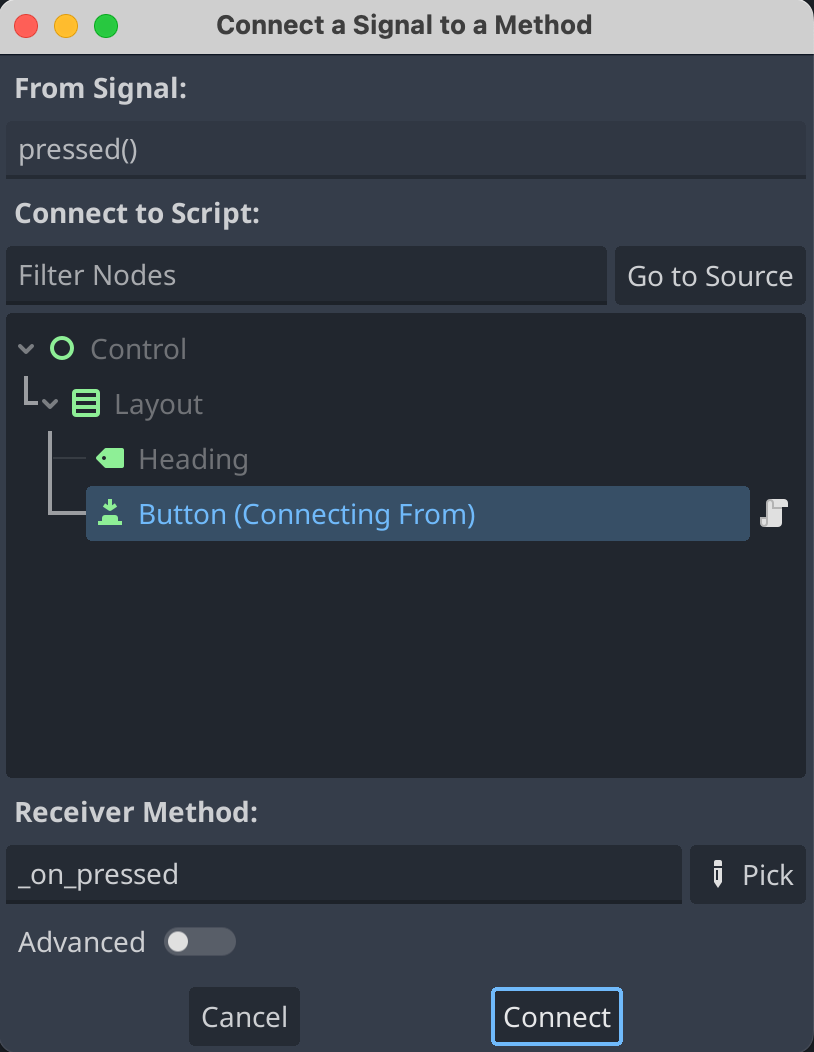 Connect a Signal to a Method
From Signal:
pressed()
Connect to Script:
Filter Nodes Go to Source
Control
Layout
Heading
Button (Connecting From)
Receiver Method:
_on_pressed Pick
Advanced
Cancel Connect